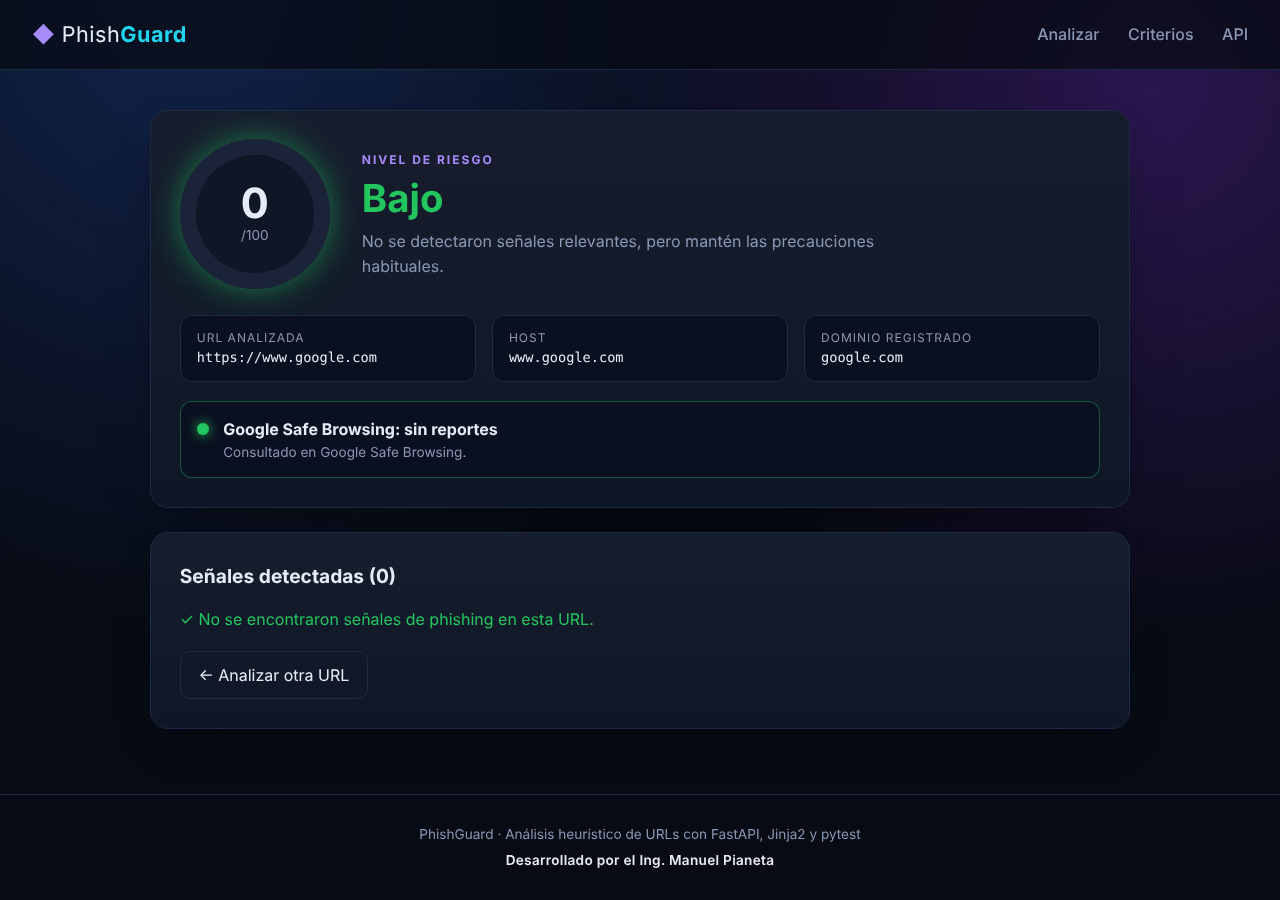 PhishGuard
Analizar
Criterios
API
0
/100
NIVEL DE RIESGO
Bajo
No se detectaron señales relevantes, pero mantén las precauciones
habituales.
URL ANALIZADA
https://www.google.com
HOST
www.google.com
DOMINIO REGISTRADO
google.com
Google Safe Browsing: sin reportes
Consultado en Google Safe Browsing.
Señales detectadas (0)
✓ No se encontraron señales de phishing en esta URL.
← Analizar otra URL
PhishGuard · Análisis heurístico de URLs con FastAPI, Jinja2 y pytest
Desarrollado por el Ing. Manuel Pianeta